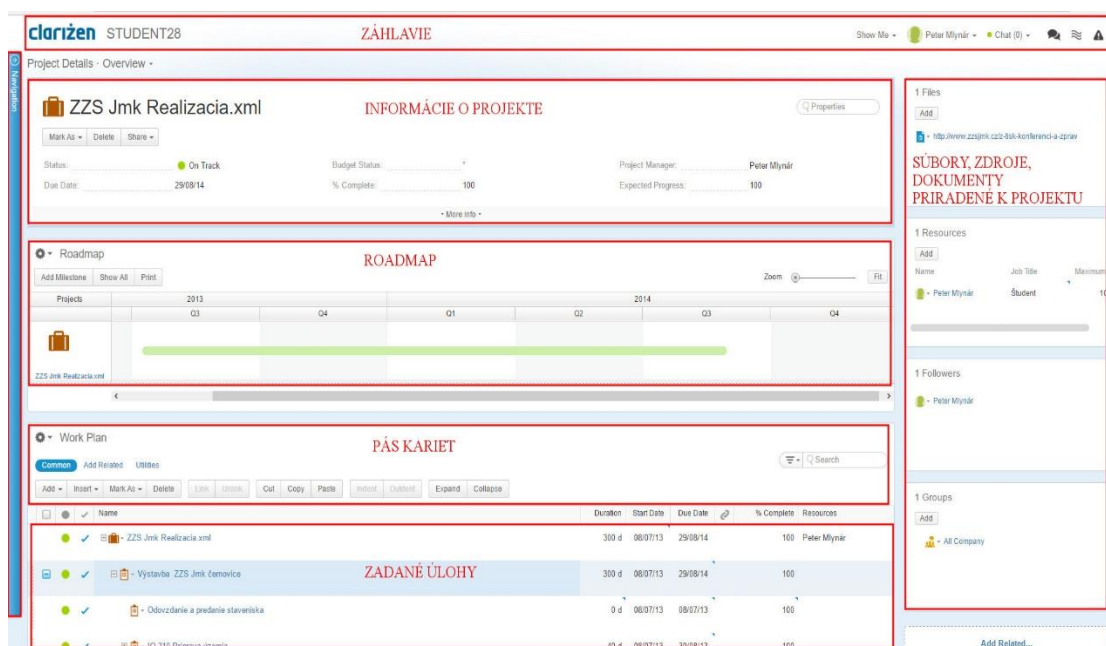 clarizen STUDENT28 ZÁHLAVIE Show Me Peter Mlynár Chat (0)
Navigation
Project Details · Overview
ZZS Jmk Realizacia.xml INFORMÁCIE O PROJEKTE Properties
Mark As Delete Share
Status: On Track Budget Status: Project Manager: Peter Mlynár
Due Date: 29/08/14 % Complete: 100 Expected Progress: 100
More info
Roadmap ROADMAP
Add Milestone Show All Print Zoom Fit
Projects 2013 2014
Q3 Q4 Q1 Q2 Q3 Q4
ZZS Jmk Realizacia.xml
Work Plan PÁS KARIET
Common Add Related Utilities Search
Add Insert Mark As Delete Link Unlink Cut Copy Paste Indent Outdent Expand Collapse
Name Duration Start Date Due Date % Complete Resources
ZZS Jmk Realizacia.xml 300 d 08/07/13 29/08/14 100 Peter Mlynár
Výstavba ZZS Jmk černovice ZADANÉ ÚLOHY 300 d 08/07/13 29/08/14 100
Odovzdanie a predanie staveniska 0 d 08/07/13 08/07/13 100
1 Files
Add
http://www.zzsjmk.cz/z-tisk-konferenci-a-zprav
SÚBORY, ZDROJE,
DOKUMENTY
PRIRADENÉ K PROJEKTU
1 Resources
Add
Name Job Title Maximum
Peter Mlynár Študent 10
1 Followers
Peter Mlynár
1 Groups
Add
All Company
Add Related...